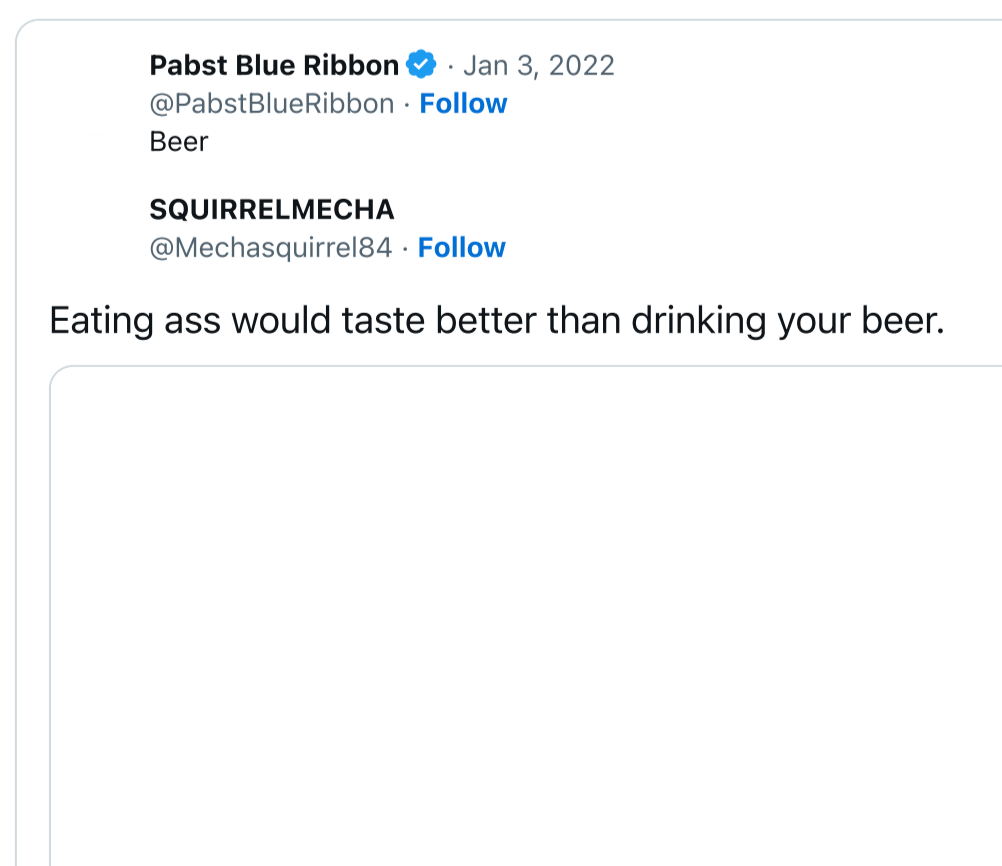 Pabst Blue Ribbon · Jan 3, 2022
@PabstBlueRibbon · Follow
Beer
SQUIRRELMECHA
@Mechasquirrel84 · Follow
Eating ass would taste better than drinking your beer.